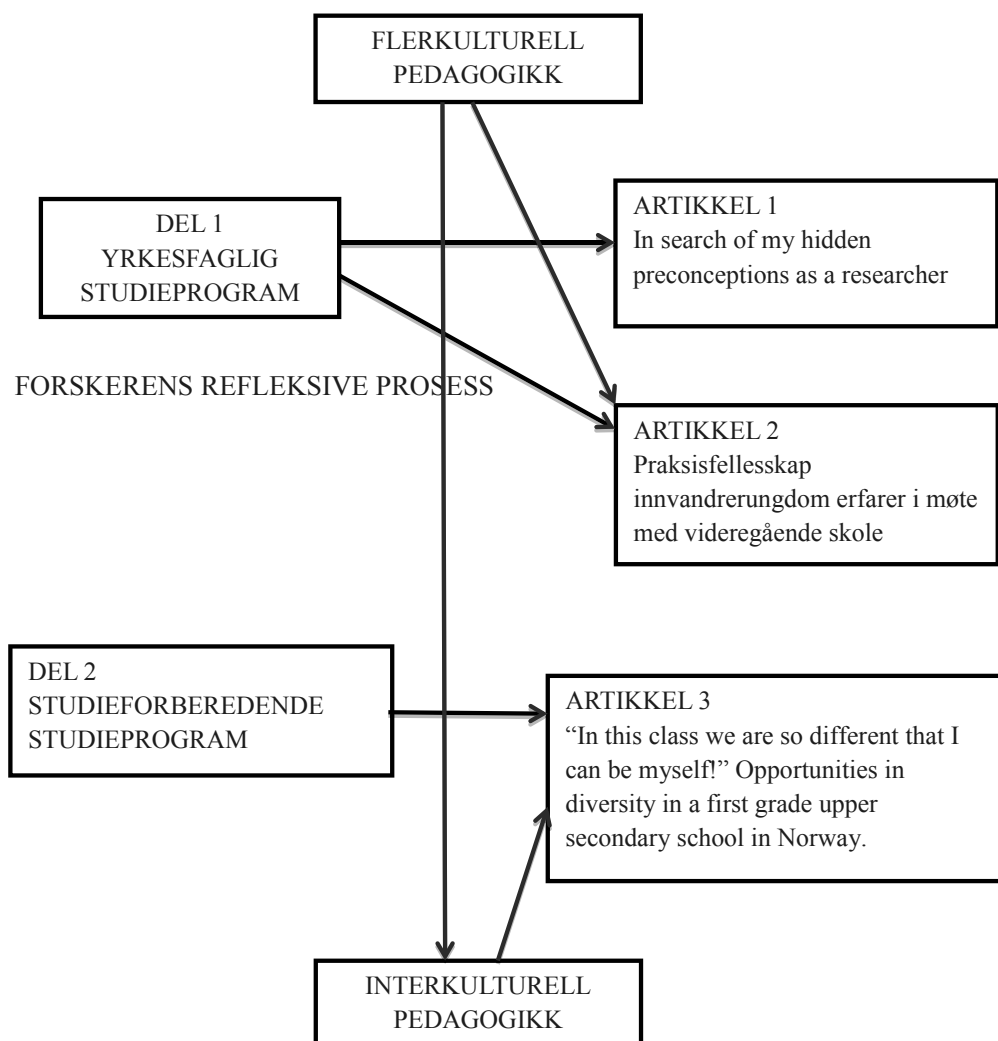 FLERKULTURELL
PEDAGOGIKK
DEL 1
YRKESFAGLIG
STUDIEPROGRAM
ARTIKKEL 1
In search of my hidden
preconceptions as a researcher
FORSKERENS REFLEKSIVE PROSESS
ARTIKKEL 2
Praksisfellesskap
innvandrerungdom erfarer i møte
med videregående skole
DEL 2
STUDIEFORBEREDENDE
STUDIEPROGRAM
ARTIKKEL 3
“In this class we are so different that I
can be myself!” Opportunities in
diversity in a first grade upper
secondary school in Norway.
INTERKULTURELL
PEDAGOGIKK